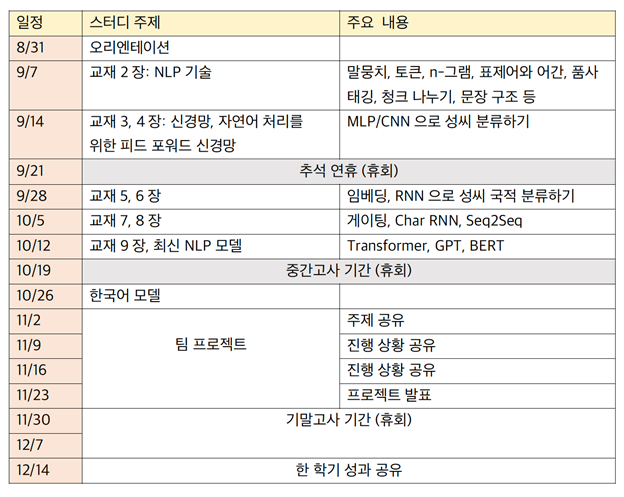 일정 스터디 주제 주요 내용
8/31 오리엔테이션
9/7 교재 2 장: NLP 기술 말뭉치, 토큰, n-그램, 표제어와 어간, 품사
태깅, 청크 나누기, 문장 구조 등
9/14 교재 3, 4 장: 신경망, 자연어 처리를 MLP/CNN 으로 성씨 분류하기
위한 피드 포워드 신경망
9/21 추석 연휴 (휴회)
9/28 교재 5, 6 장 임베딩, RNN 으로 성씨 국적 분류하기
10/5 교재 7, 8 장 게이팅, Char RNN, Seq2Seq
10/12 교재 9 장, 최신 NLP 모델 Transformer, GPT, BERT
10/19 중간고사 기간 (휴회)
10/26 한국어 모델
11/2 팀 프로젝트 주제 공유
11/9 진행 상황 공유
11/16 진행 상황 공유
11/23 프로젝트 발표
11/30 기말고사 기간 (휴회)
12/7
12/14 한 학기 성과 공유